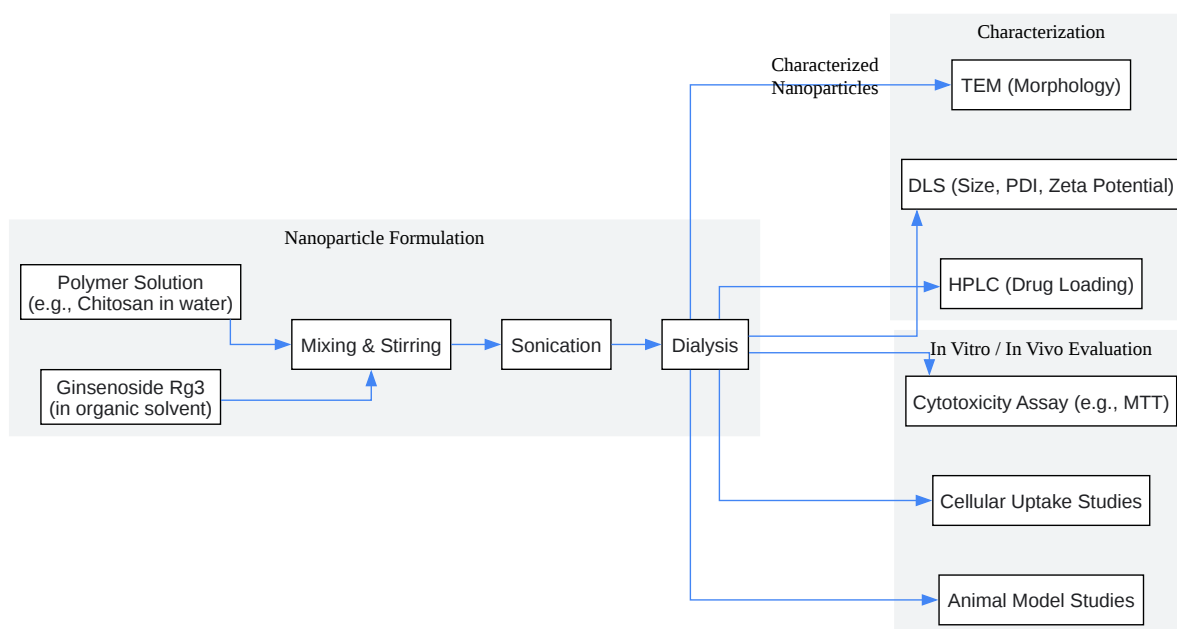 Nanoparticle Formulation
Polymer Solution
(e.g., Chitosan in water)
Ginsenoside Rg3
(in organic solvent)
Mixing & Stirring
Sonication
Dialysis
Characterized
Nanoparticles
Characterization
TEM (Morphology)
DLS (Size, PDI, Zeta Potential)
HPLC (Drug Loading)
In Vitro / In Vivo Evaluation
Cytotoxicity Assay (e.g., MTT)
Cellular Uptake Studies
Animal Model Studies